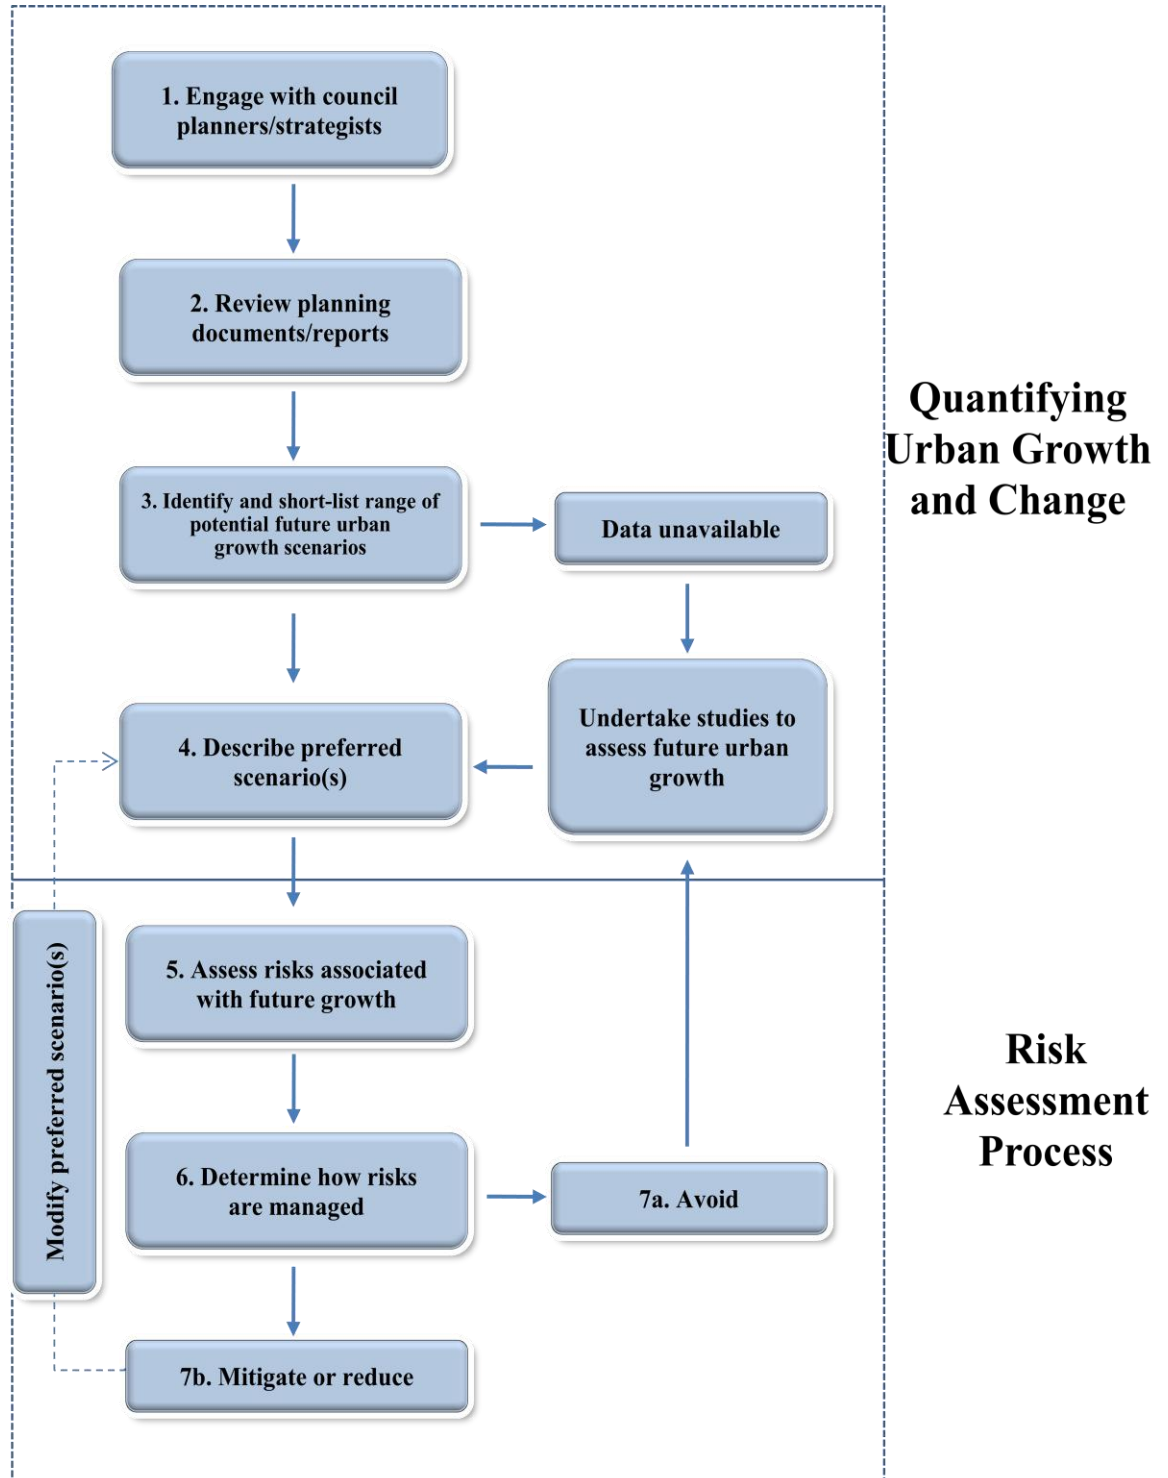 1. Engage with council
planners/strategists
2. Review planning
documents/reports
3. Identify and short-list range of
potential future urban
growth scenarios
Data unavailable
Quantifying
Urban Growth
and Change
4. Describe preferred
scenario(s)
Undertake studies to
assess future urban
growth
Modify preferred scenario(s)
5. Assess risks associated
with future growth
6. Determine how risks
are managed
7a. Avoid
Risk
Assessment
Process
7b. Mitigate or reduce